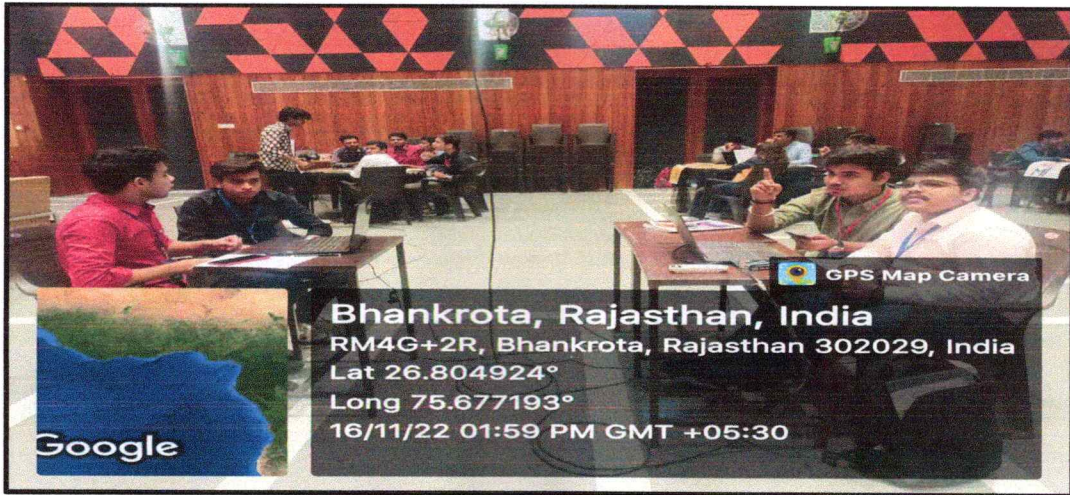 GPS Map Camera
Bhankrota, Rajasthan, India
RM4G+2R, Bhankrota, Rajasthan 302029, India
Lat 26.804924°
Long 75.677193°
16/11/22 01:59 PM GMT +05:30
Google